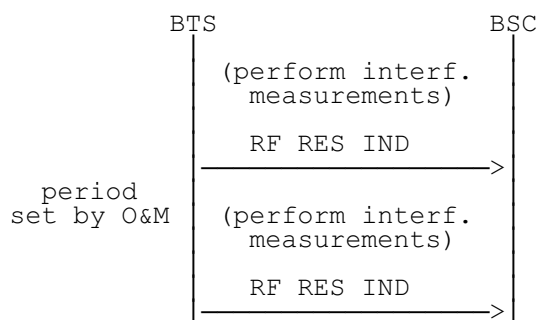 BTS BSC
(perform interf.
measurements)
RF RES IND
period
set by O&M
(perform interf.
measurements)
RF RES IND